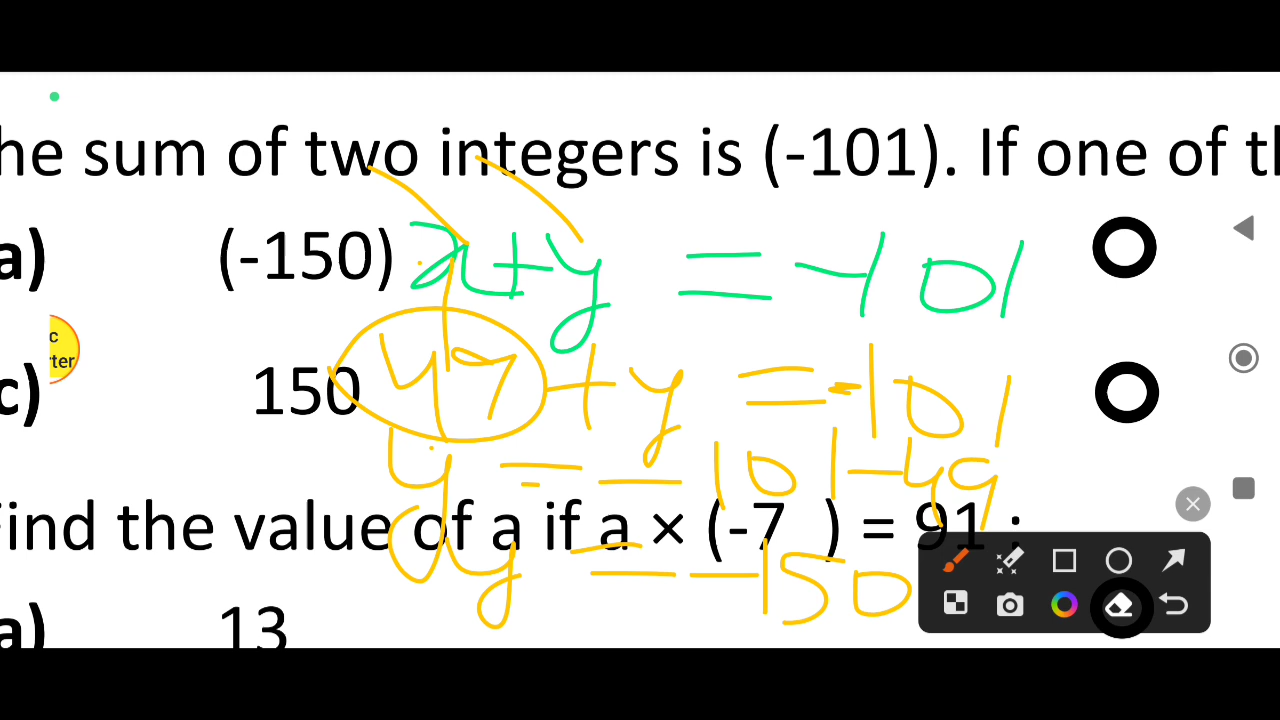 he sum of two integers is (-101). If one of th
a) (-150)
x+y = -101
c) 150
49 + y = -101
y = -101-49
Find the value of a if a × (-7 ) = 91 :
y = -150
a) 13
c
ter